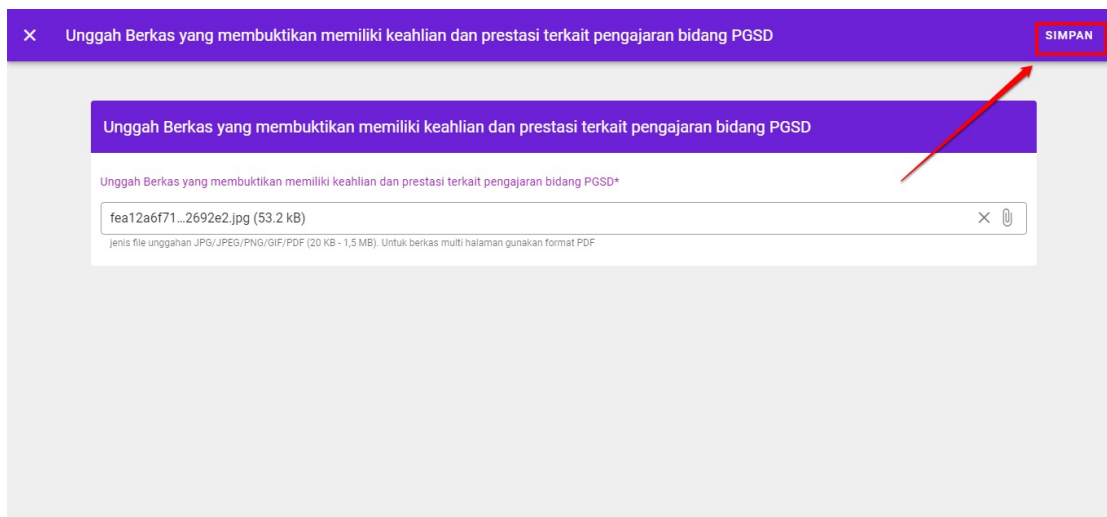 Unggah Berkas yang membuktikan memiliki keahlian dan prestasi terkait pengajaran bidang PGSD
SIMPAN
Unggah Berkas yang membuktikan memiliki keahlian dan prestasi terkait pengajaran bidang PGSD
Unggah Berkas yang membuktikan memiliki keahlian dan prestasi terkait pengajaran bidang PGSD*
fea12a6f71...2692e2.jpg (53.2 kB)
jenis file unggahan JPG/JPEG/PNG/GIF/PDF (20 KB - 1,5 MB). Untuk berkas multi halaman gunakan format PDF